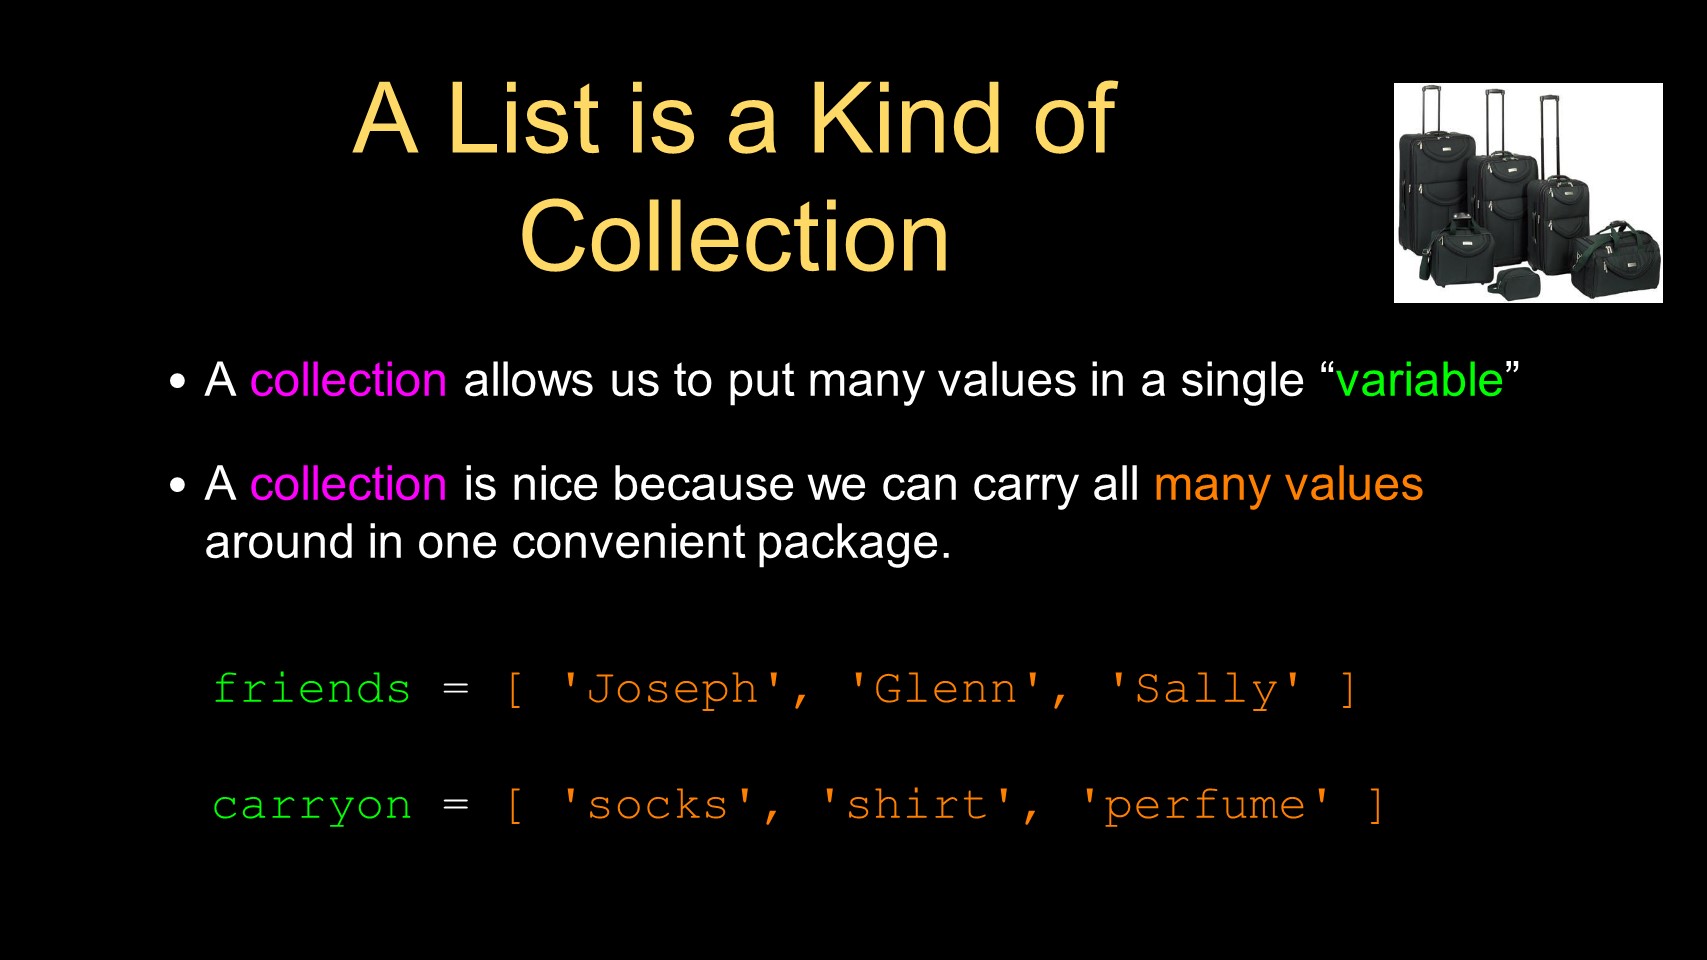 A List is a Kind of
Collection
• A collection allows us to put many values in a single “variable”
• A collection is nice because we can carry all many values
around in one convenient package.
friends = [ 'Joseph', 'Glenn', 'Sally' ]
carryon = [ 'socks', 'shirt', 'perfume' ]